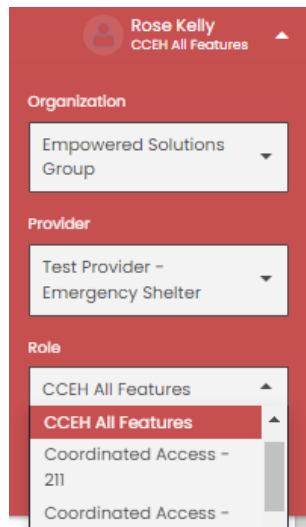 Rose Kelly
CCEH All Features
Organization
Empowered Solutions
Group
Provider
Test Provider -
Emergency Shelter
Role
CCEH All Features
CCEH All Features
Coordinated Access -
211
Coordinated Access -